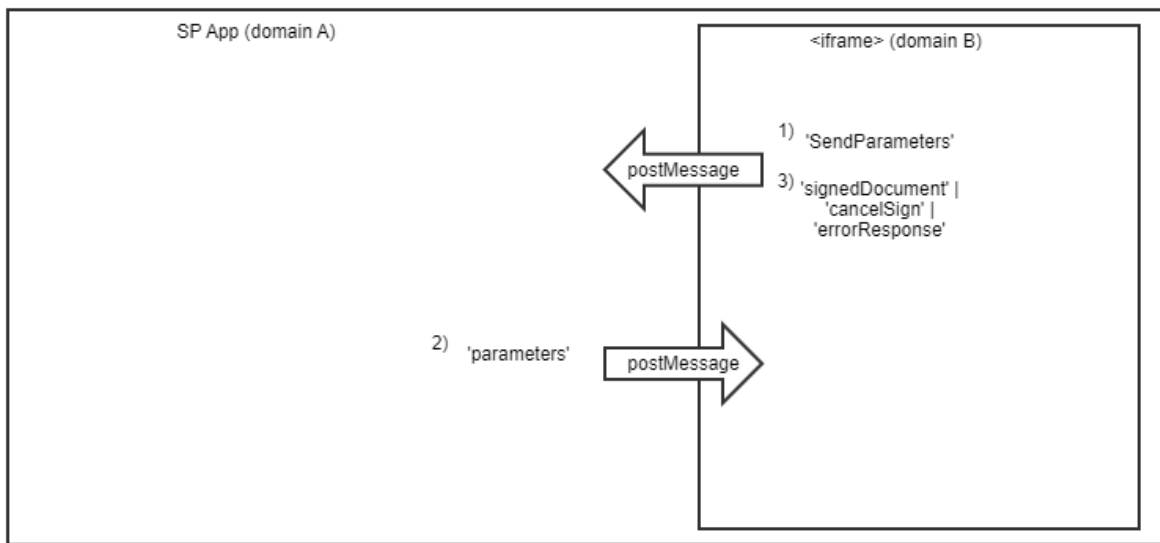 SP App (domain A)
<iframe> (domain B)
1) 'SendParameters'
postMessage
3) 'signedDocument' |
'cancelSign' |
'errorResponse'
2) 'parameters'
postMessage